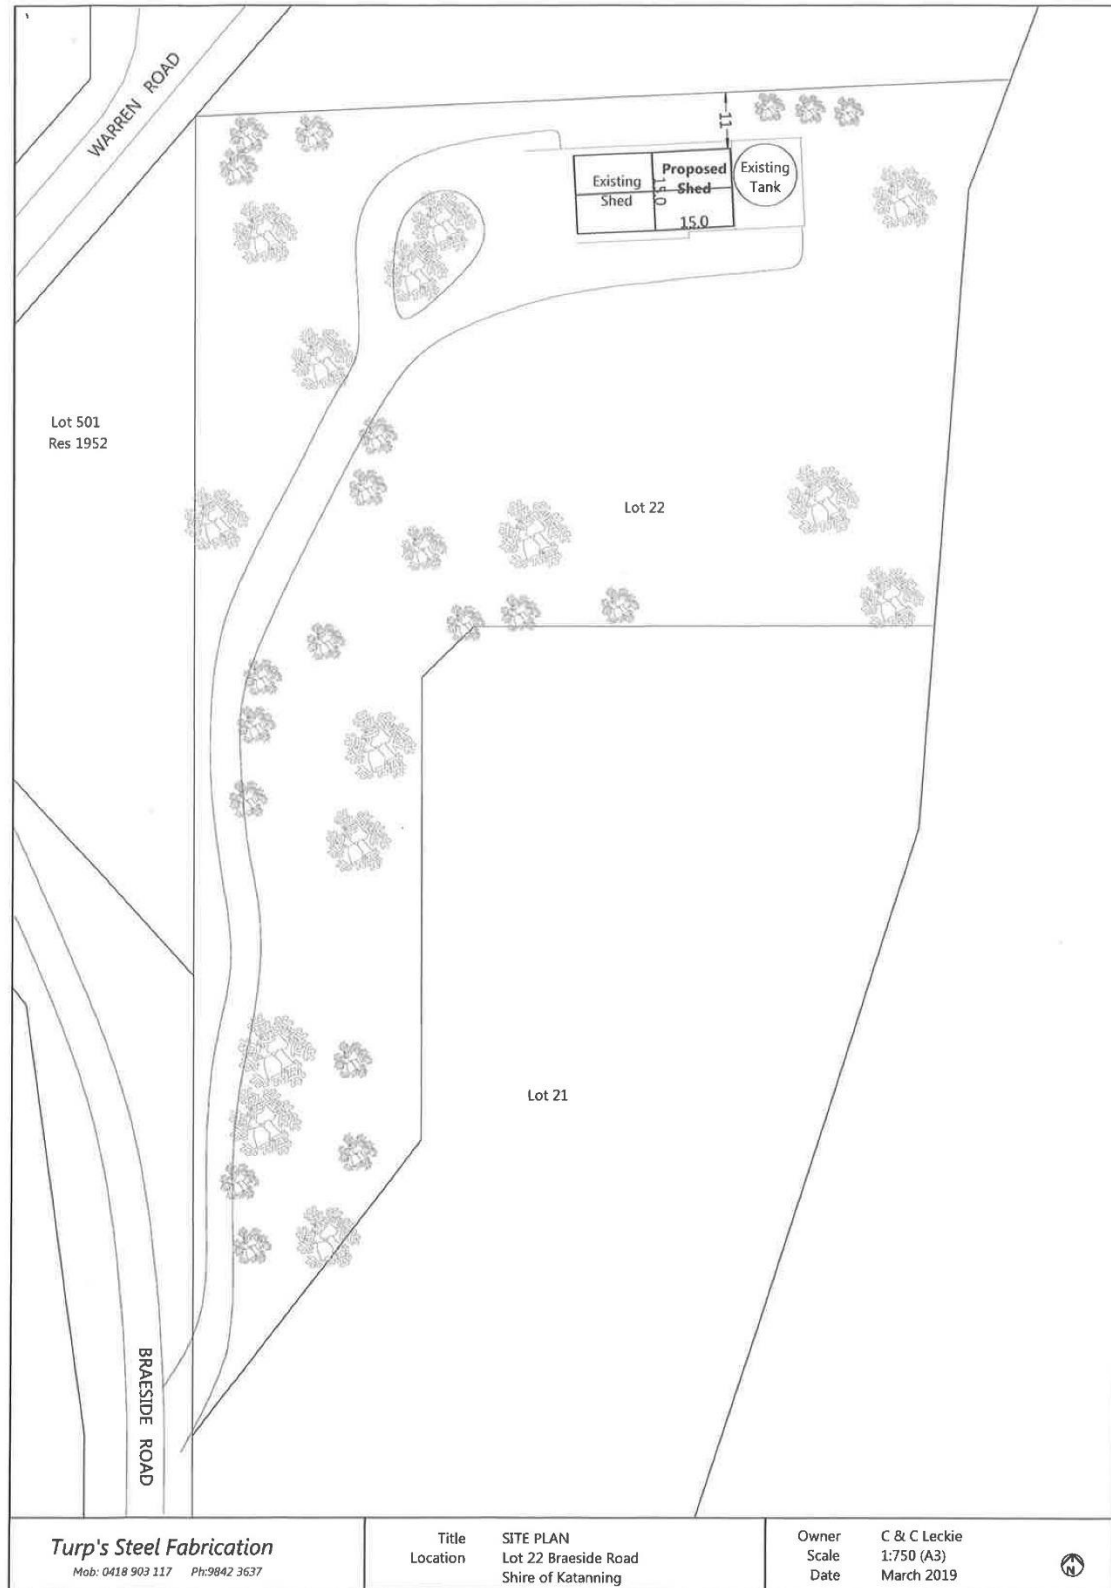 WARREN ROAD
11
Existing
Shed
Proposed
Shed
15.0
15.0
Existing
Tank
Lot 501
Res 1952
Lot 22
Lot 21
BRAESIDE ROAD
Turp's Steel Fabrication
Mob: 0418 903 117 Ph:9842 3637
Title SITE PLAN
Location Lot 22 Braeside Road
Shire of Katanning
Owner C & C Leckie
Scale 1:750 (A3)
Date March 2019
N